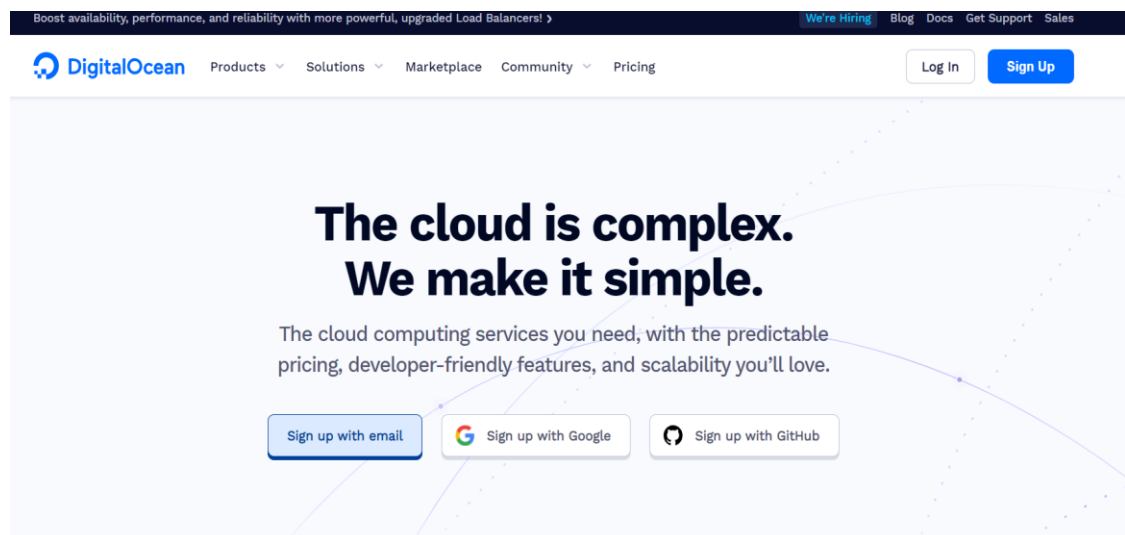 Boost availability, performance, and reliability with more powerful, upgraded Load Balancers! ›
We're Hiring Blog Docs Get Support Sales
DigitalOcean Products Solutions Marketplace Community Pricing Log In Sign Up
The cloud is complex.
We make it simple.
The cloud computing services you need, with the predictable
pricing, developer-friendly features, and scalability you’ll love.
Sign up with email Sign up with Google Sign up with GitHub